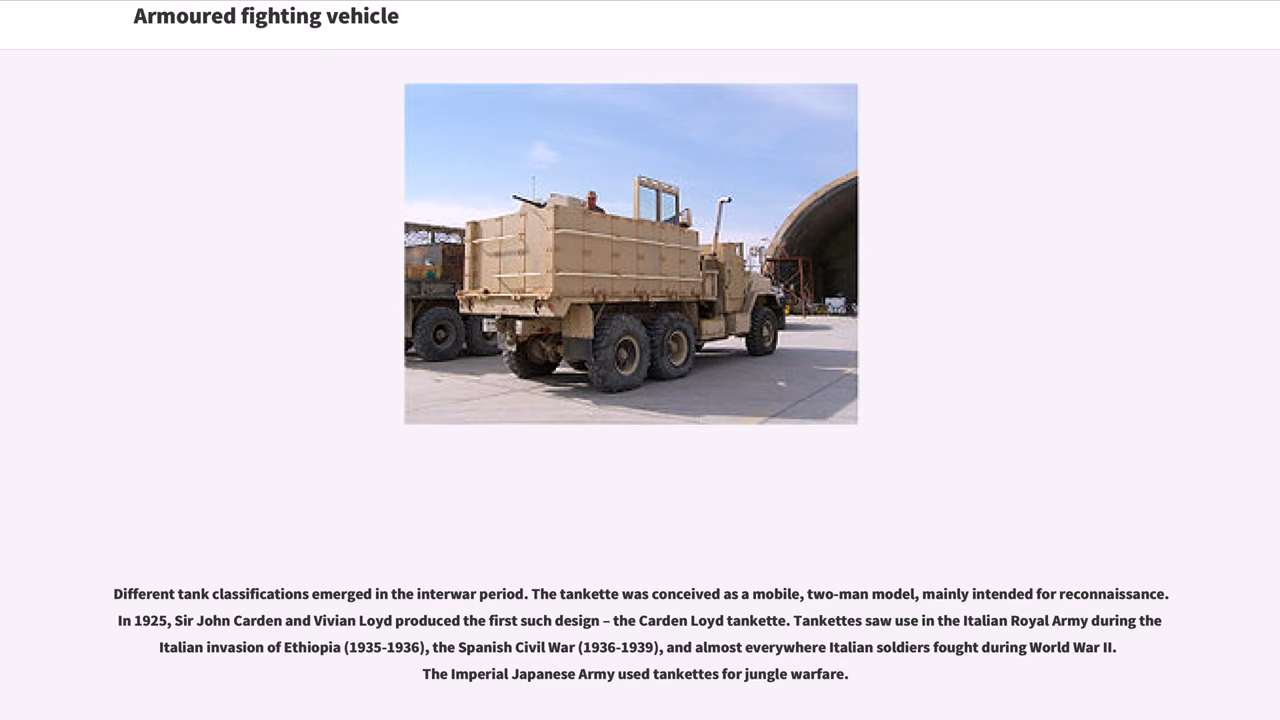 Armoured fighting vehicle
Different tank classifications emerged in the interwar period. The tankette was conceived as a mobile, two-man model, mainly intended for reconnaissance.
In 1925, Sir John Carden and Vivian Loyd produced the first such design – the Carden Loyd tankette. Tankettes saw use in the Italian Royal Army during the
Italian invasion of Ethiopia (1935-1936), the Spanish Civil War (1936-1939), and almost everywhere Italian soldiers fought during World War II.
The Imperial Japanese Army used tankettes for jungle warfare.